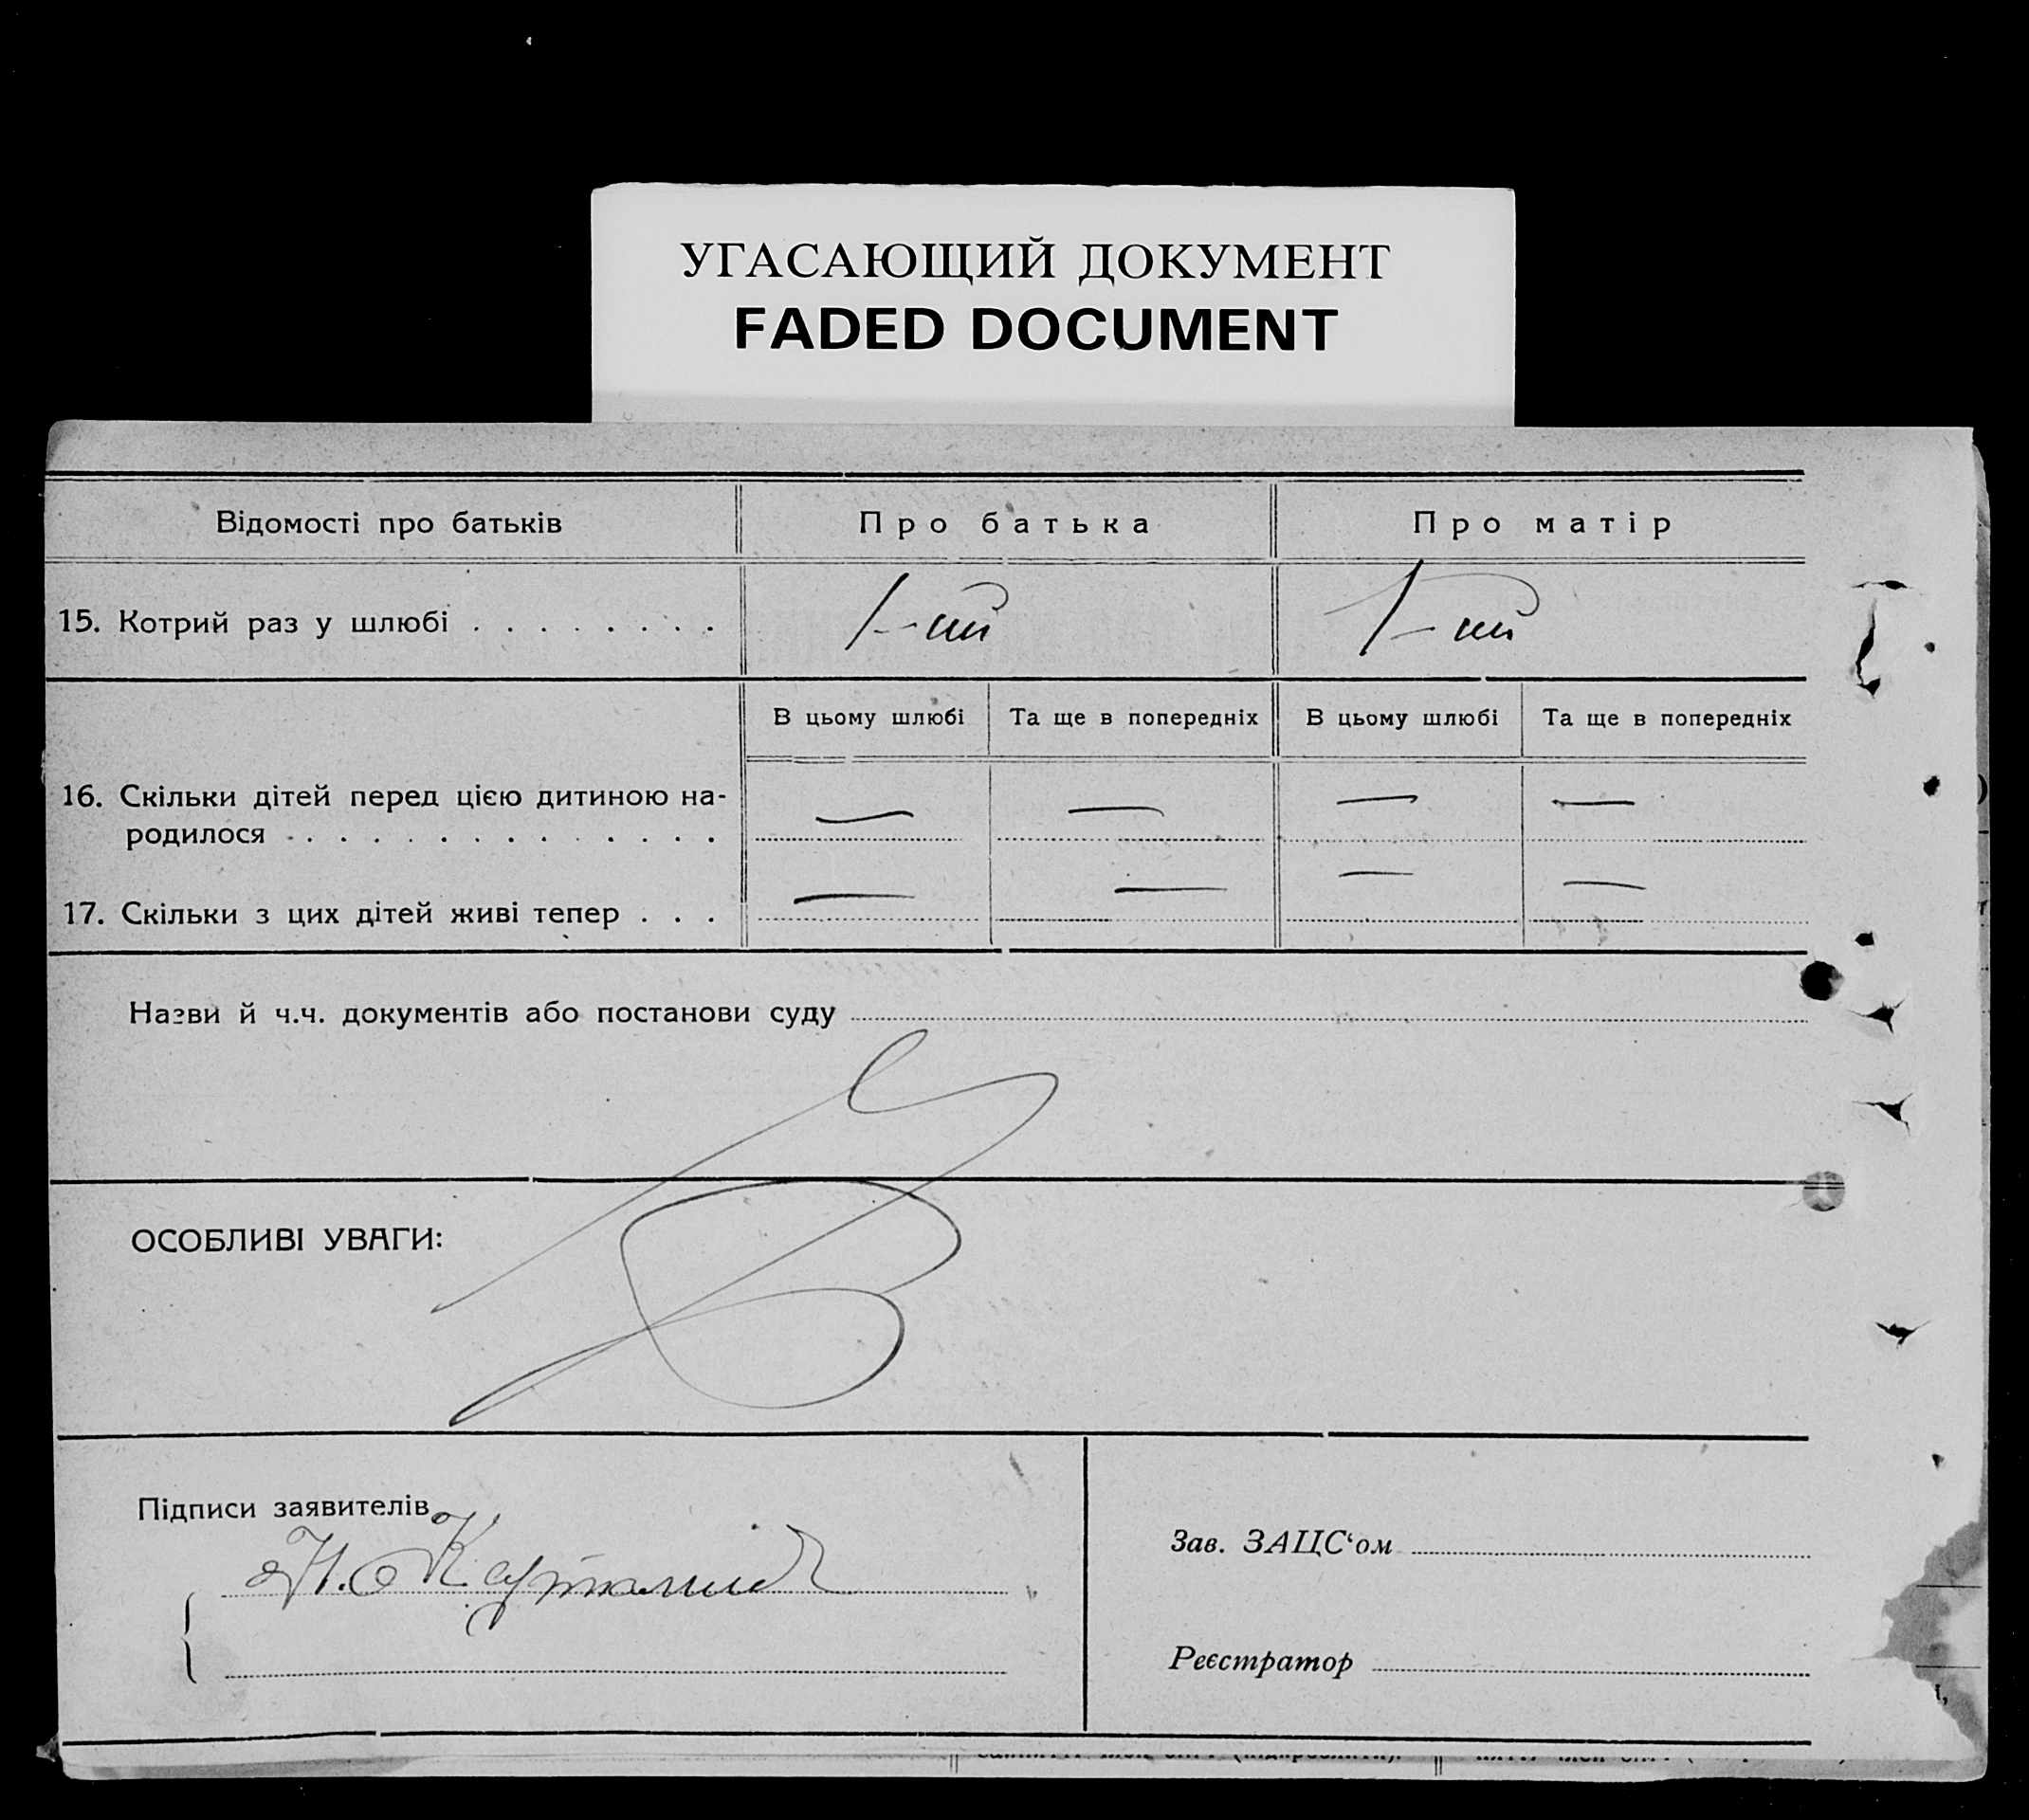 УГАСАЮЩИЙ ДОКУМЕНТ
FADED DOCUMENT
Відомості про батьків Про батька Про матір
15. Котрий раз у шлюбі . . . . . . . . 1-ий 1-ий
В цьому шлюбі Та ще в попередніх В цьому шлюбі Та ще в попередніх
16. Скільки дітей перед цією дитиною на-
родилося . . . . . . . . . . . . . . — — — —
17. Скільки з цих дітей живі тепер . . . — — — —
Назви й ч.ч. документів або постанови суду
ОСОБЛИВІ УВАГИ:
Підписи заявителів
Зав. ЗАЦС‘ом
Реєстратор